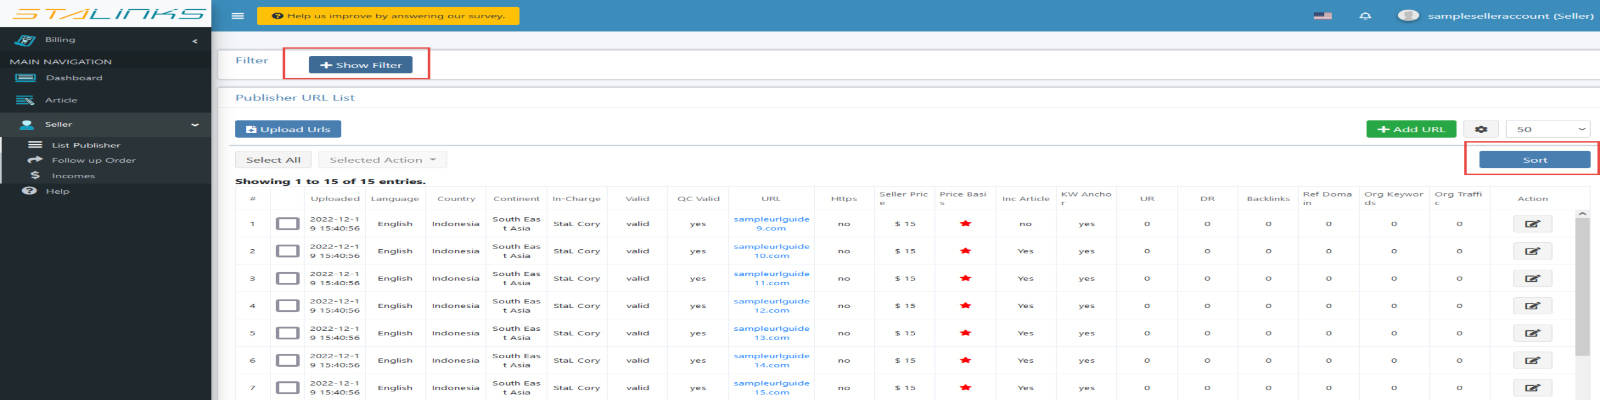 STALINKS
Help us improve by answering our survey.
sampleselleraccount (Seller)
Billing
MAIN NAVIGATION
Dashboard
Article
Seller
List Publisher
Follow up Order
Incomes
Help
Filter
Show Filter
Publisher URL List
Upload Urls
Add URL
50
Select All
Selected Action
Sort
Showing 1 to 15 of 15 entries.
# Uploaded Language Country Continent In-Charge Valid QC Valid URL Https Seller Price Price Basis Inc Article KW Anchor UR DR Backlinks Ref Domain Org Keywords Org Traffic Action
1 2022-12-19 15:40:56 English Indonesia South East Asia StaL Cory valid yes sampleurlguide9.com no $ 15 no yes 0 0 0 0 0 0
2 2022-12-19 15:40:56 English Indonesia South East Asia StaL Cory valid yes sampleurlguide10.com no $ 15 Yes yes 0 0 0 0 0 0
3 2022-12-19 15:40:56 English Indonesia South East Asia StaL Cory valid yes sampleurlguide11.com no $ 15 Yes yes 0 0 0 0 0 0
4 2022-12-19 15:40:56 English Indonesia South East Asia StaL Cory valid yes sampleurlguide12.com no $ 15 Yes yes 0 0 0 0 0 0
5 2022-12-19 15:40:56 English Indonesia South East Asia StaL Cory valid yes sampleurlguide13.com no $ 15 Yes yes 0 0 0 0 0 0
6 2022-12-19 15:40:56 English Indonesia South East Asia StaL Cory valid yes sampleurlguide14.com no $ 15 Yes yes 0 0 0 0 0 0
7 2022-12-19 15:40:56 English Indonesia South East Asia StaL Cory valid yes sampleurlguide15.com no $ 15 Yes yes 0 0 0 0 0 0